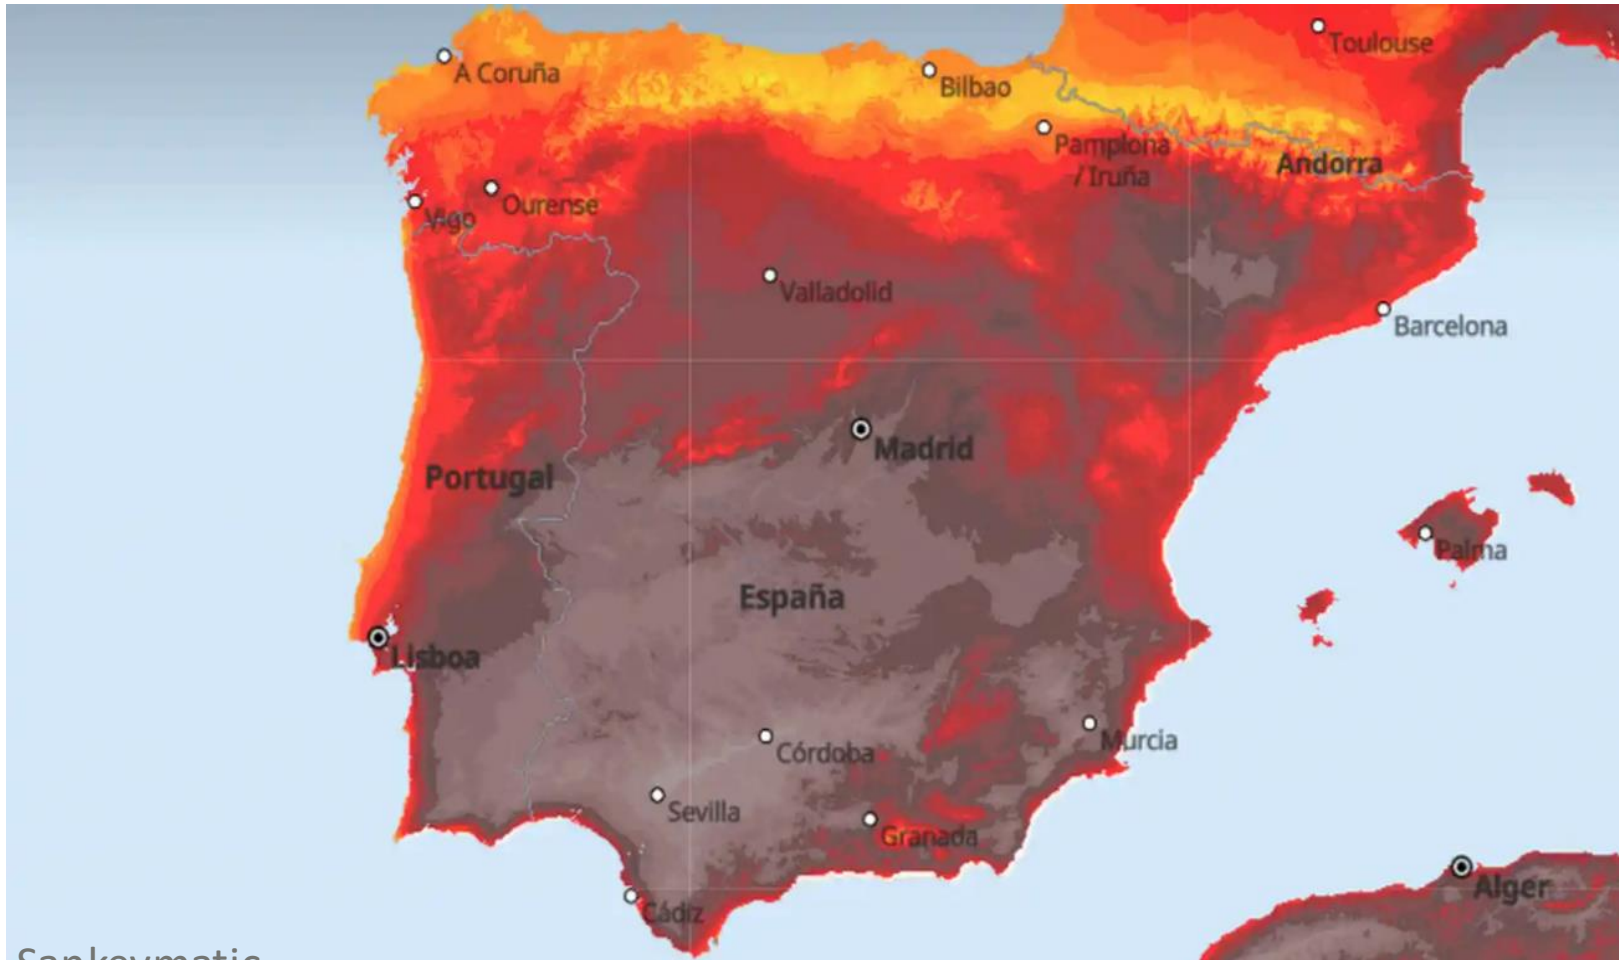 Toulouse
A Coruña
Bilbao
Pamplona
/ Iruña
Andorra
Vigo
Ourense
Valladolid
Barcelona
Madrid
Portugal
Palma
España
Lisboa
Murcia
Córdoba
Sevilla
Granada
Alger
Cádiz
Sankeymatic